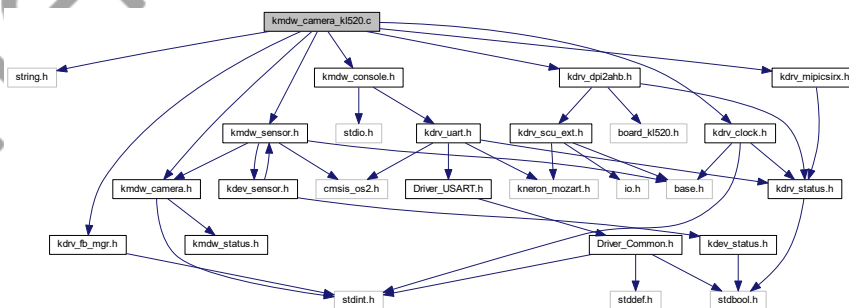 kmdw_camera_kl520.c
string.h
kmdw_console.h
kdrv_dpi2ahb.h
kdrv_mipicsirx.h
kmdw_sensor.h
stdio.h
kdrv_uart.h
kdrv_scu_ext.h
board_kl520.h
kdrv_clock.h
kmdw_camera.h
kdev_sensor.h
cmsis_os2.h
Driver_USART.h
kneron_mozart.h
io.h
base.h
kdrv_status.h
kdrv_fb_mgr.h
kmdw_status.h
Driver_Common.h
kdev_status.h
stdint.h
stddef.h
stdbool.h